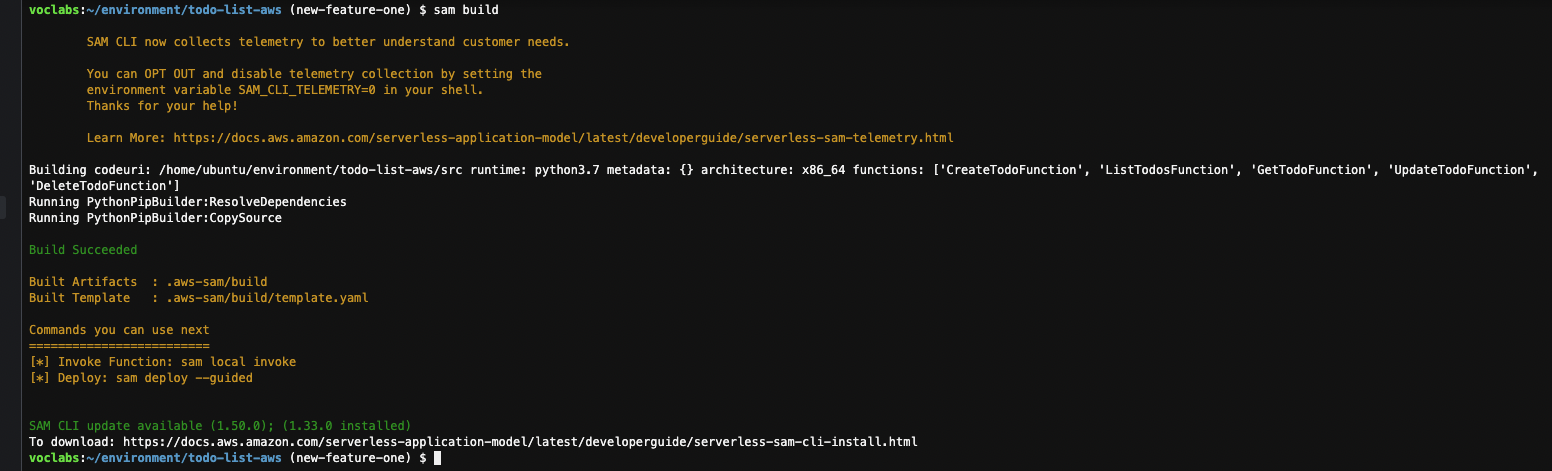 voclabs:~/environment/todo-list-aws (new-feature-one) $ sam build
SAM CLI now collects telemetry to better understand customer needs.
You can OPT OUT and disable telemetry collection by setting the
environment variable SAM_CLI_TELEMETRY=0 in your shell.
Thanks for your help!
Learn More: https://docs.aws.amazon.com/serverless-application-model/latest/developerguide/serverless-sam-telemetry.html
Building codeuri: /home/ubuntu/environment/todo-list-aws/src runtime: python3.7 metadata: {} architecture: x86_64 functions: ['CreateTodoFunction', 'ListTodosFunction', 'GetTodoFunction', 'UpdateTodoFunction',
'DeleteTodoFunction']
Running PythonPipBuilder:ResolveDependencies
Running PythonPipBuilder:CopySource
Build Succeeded
Built Artifacts  : .aws-sam/build
Built Template   : .aws-sam/build/template.yaml
Commands you can use next
=========================
[*] Invoke Function: sam local invoke
[*] Deploy: sam deploy --guided
SAM CLI update available (1.50.0); (1.33.0 installed)
To download: https://docs.aws.amazon.com/serverless-application-model/latest/developerguide/serverless-sam-cli-install.html
voclabs:~/environment/todo-list-aws (new-feature-one) $